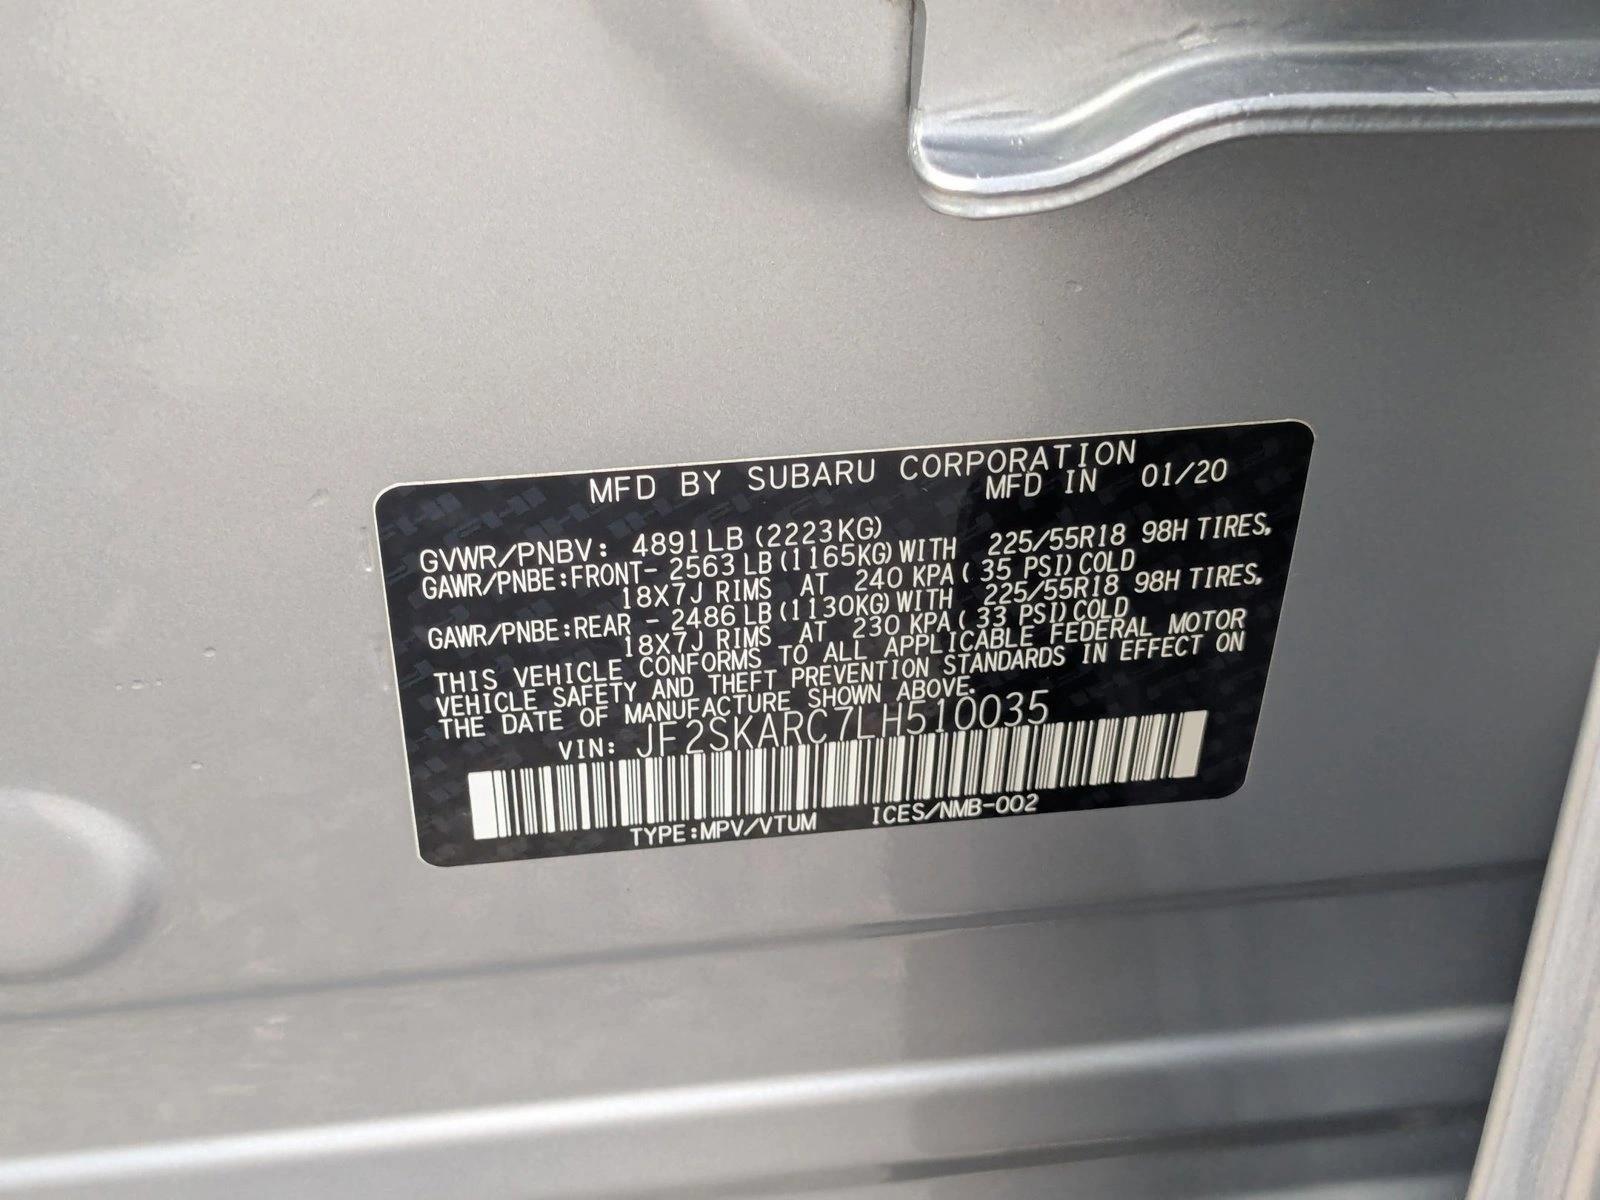 MFD BY SUBARU CORPORATION
MFD IN 01/20
GVWR/PNBV: 4891LB(2223KG)
GAWR/PNBE:FRONT- 2563LB(1165KG)WITH 225/55R18 98H TIRES,
18X7J RIMS AT 240 KPA( 35 PSI)COLD
GAWR/PNBE:REAR - 2486LB(1130KG)WITH 225/55R18 98H TIRES,
18X7J RIMS AT 230 KPA( 33 PSI)COLD
THIS VEHICLE CONFORMS TO ALL APPLICABLE FEDERAL MOTOR
VEHICLE SAFETY AND THEFT PREVENTION STANDARDS IN EFFECT ON
THE DATE OF MANUFACTURE SHOWN ABOVE.
VIN: JF2SKARC7LH510035
TYPE:MPV/VTUM ICES/NMB-002